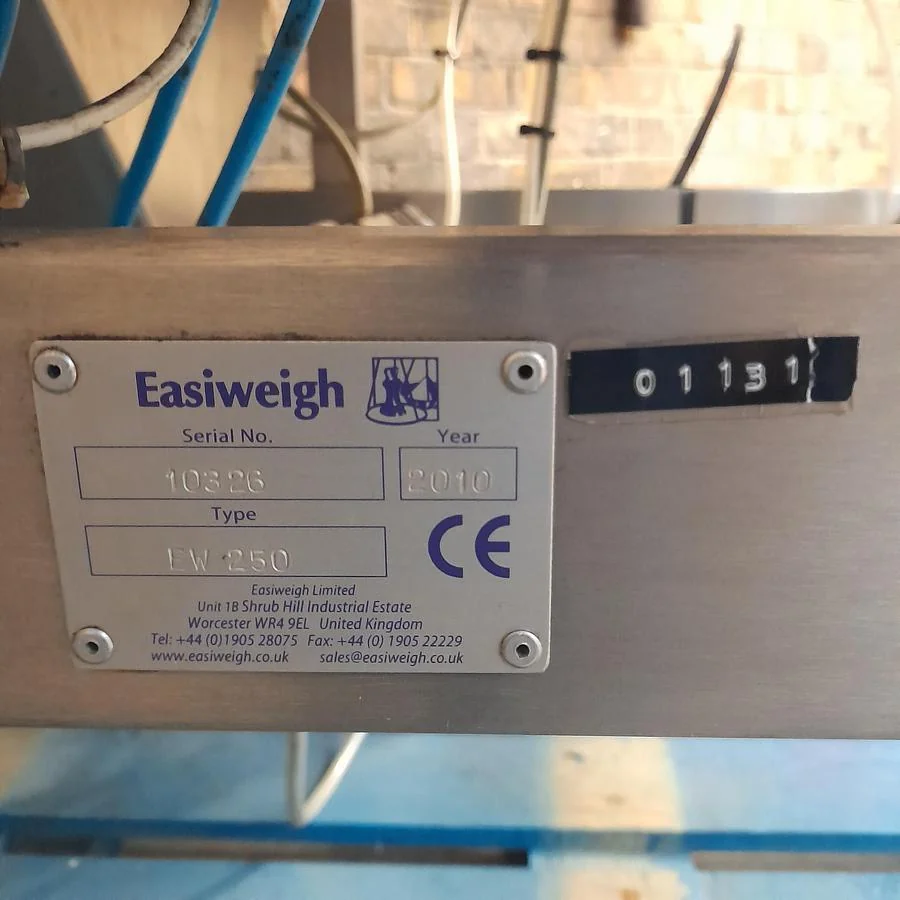 Easiweigh
Serial No. Year
10326 2010
Type
EW 250
CE
Easiweigh Limited
Unit 1B Shrub Hill Industrial Estate
Worcester WR4 9EL United Kingdom
Tel: +44 (0)1905 28075 Fax: +44 (0) 1905 22229
www.easiweigh.co.uk sales@easiweigh.co.uk
01131